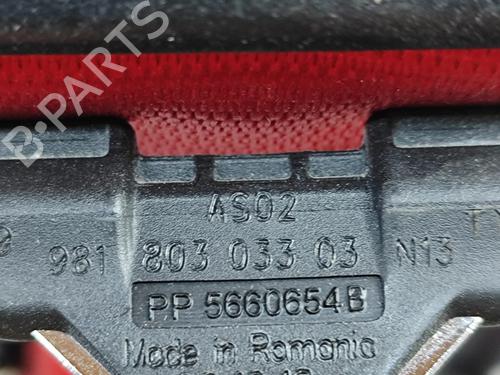 B-PARTS
AS02
981 803 033 03 N13
PP 5660654B
Made in Romania